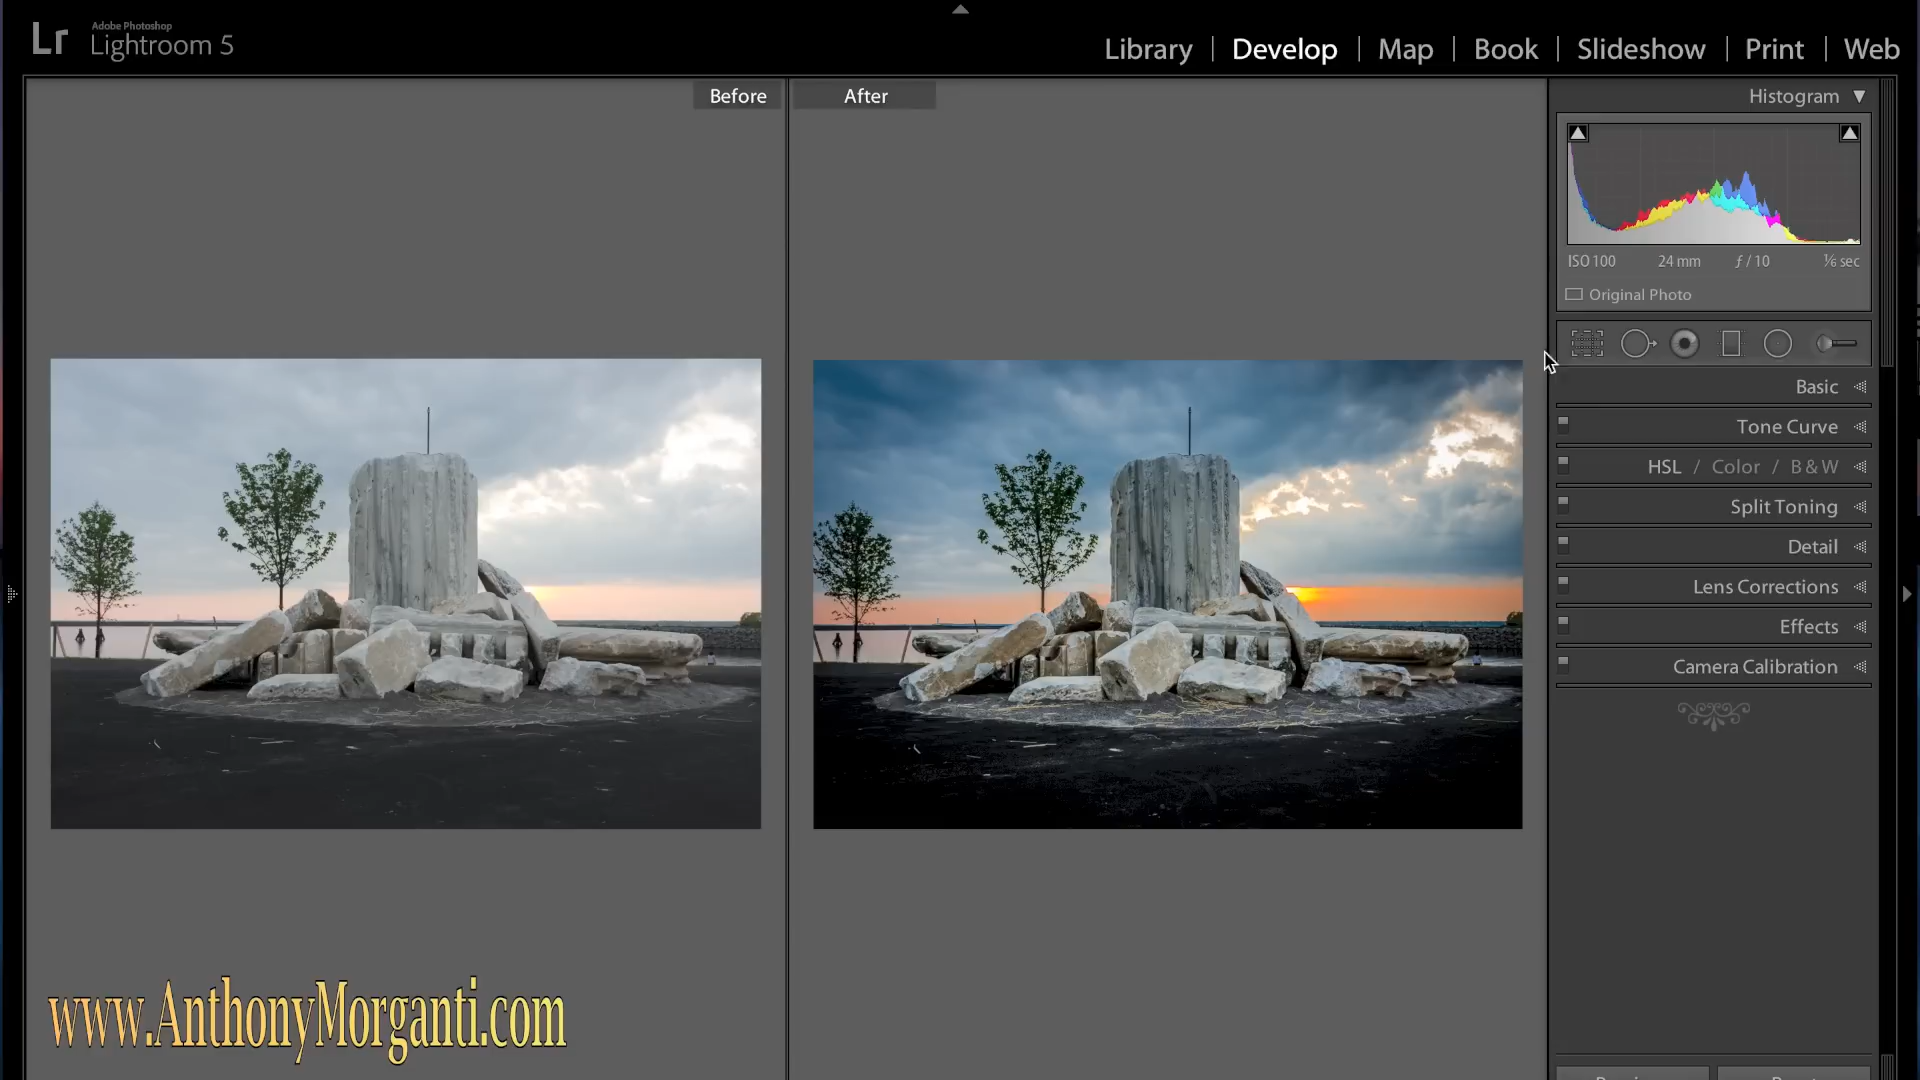 Lr
Adobe Photoshop
Lightroom 5
Library | Develop | Map | Book | Slideshow | Print | Web
Before
After
Histogram
ISO 100 24 mm ƒ / 10 ⅙ sec
Original Photo
Basic
Tone Curve
HSL / Color / B & W
Split Toning
Detail
Lens Corrections
Effects
Camera Calibration
www.AnthonyMorganti.com